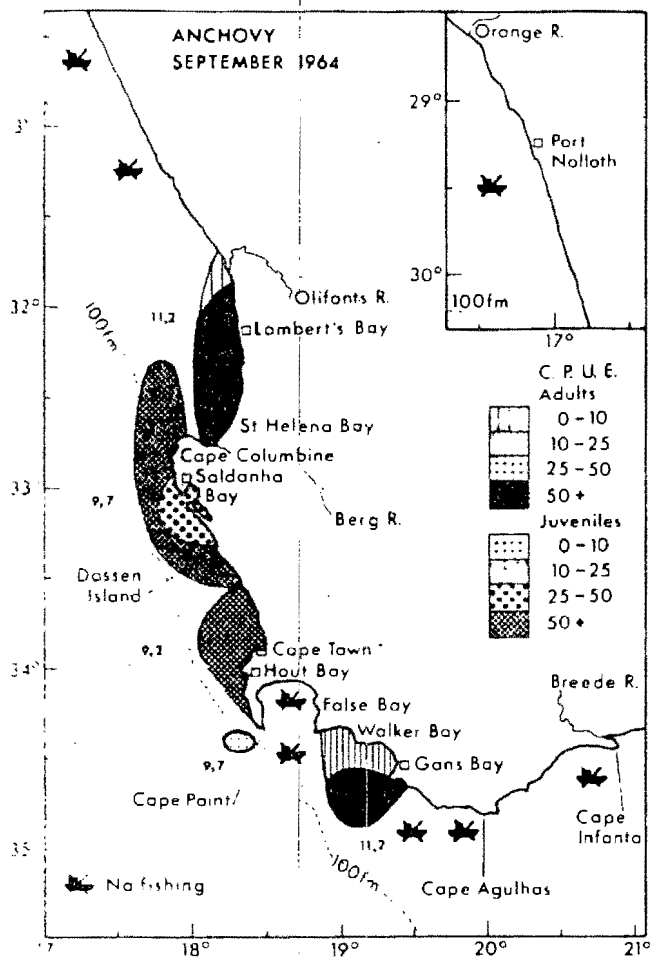 ANCHOVY
SEPTEMBER 1964
Orange R.
29°
Port
Nolloth
30°
100fm
17°
3'
Olifants R.
32°
100fm
11,2
Lambert's Bay
C. P. U. E.
Adults
0-10
10-25
25-50
50+
Juveniles
0-10
10-25
25-50
50+
St Helena Bay
Cape Columbine
Saldanha
Bay
33°
9,7
Berg R.
Dassen
Island
9,2
Cape Town
34°
Hout Bay
False Bay
Breede R.
Walker Bay
Gans Bay
9,7
Cape Point
Cape
Infanta
35
11,7
100fm
Cape Agulhas
No fishing
'7
18°
19°
20°
21°